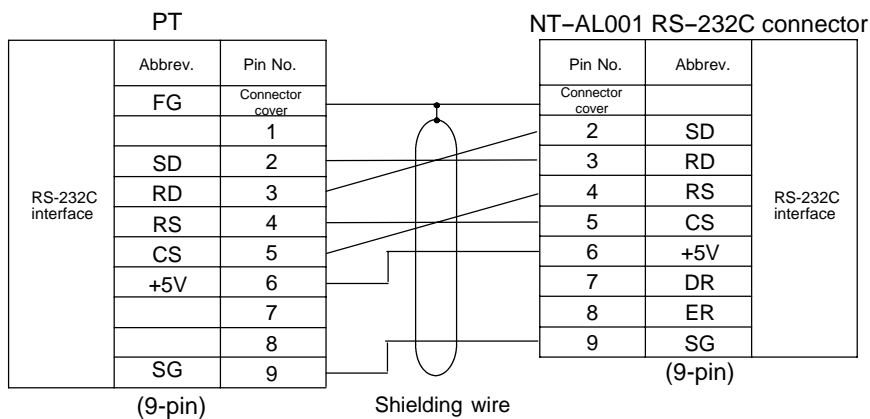 PT
NT-AL001 RS-232C connector
Abbrev. Pin No.
FG Connector cover
1
SD 2
RD 3
RS 4
CS 5
+5V 6
7
8
SG 9
RS-232C
interface
(9-pin)
Shielding wire
Pin No. Abbrev.
Connector cover
2 SD
3 RD
4 RS
5 CS
6 +5V
7 DR
8 ER
9 SG
RS-232C
interface
(9-pin)